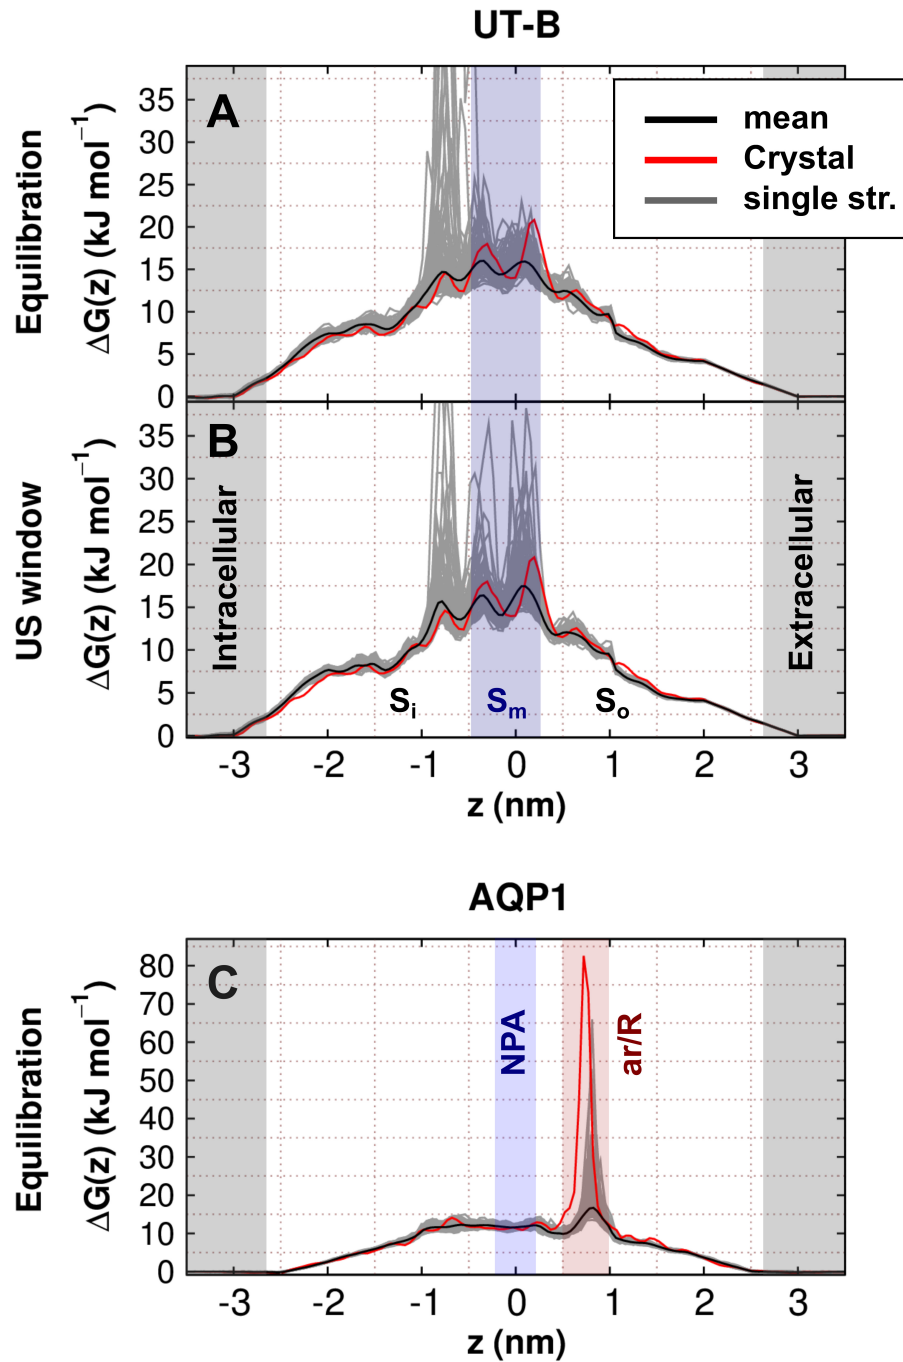 UT-B
A
mean
Crystal
single str.
Equilibration
ΔG(z) (kJ mol⁻¹)
35
30
25
20
15
10
5
0
B
US window
ΔG(z) (kJ mol⁻¹)
35
30
25
20
15
10
5
0
Intracellular
Extracellular
Sᵢ
Sₘ
Sₒ
-3 -2 -1 0 1 2 3
z (nm)
AQP1
C
Equilibration
ΔG(z) (kJ mol⁻¹)
80
70
60
50
40
30
20
10
0
NPA
ar/R
-3 -2 -1 0 1 2 3
z (nm)